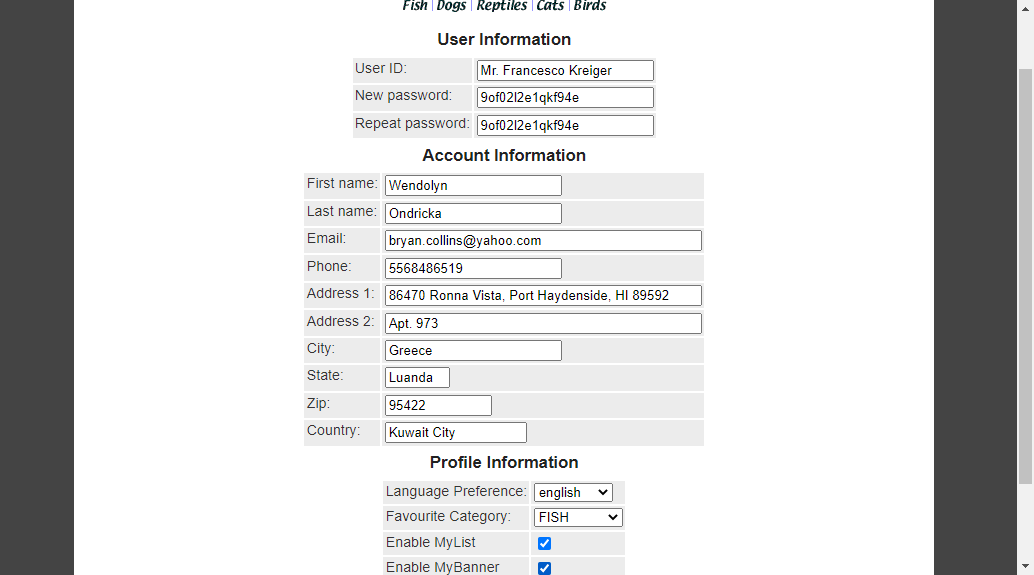 Fish | Dogs | Reptiles | Cats | Birds
User Information
User ID: Mr. Francesco Kreiger
New password: 9of02l2e1qkf94e
Repeat password: 9of02l2e1qkf94e
Account Information
First name: Wendolyn
Last name: Ondricka
Email: bryan.collins@yahoo.com
Phone: 5568486519
Address 1: 86470 Ronna Vista, Port Haydenside, HI 89592
Address 2: Apt. 973
City: Greece
State: Luanda
Zip: 95422
Country: Kuwait City
Profile Information
Language Preference: english
Favourite Category: FISH
Enable MyList
Enable MyBanner